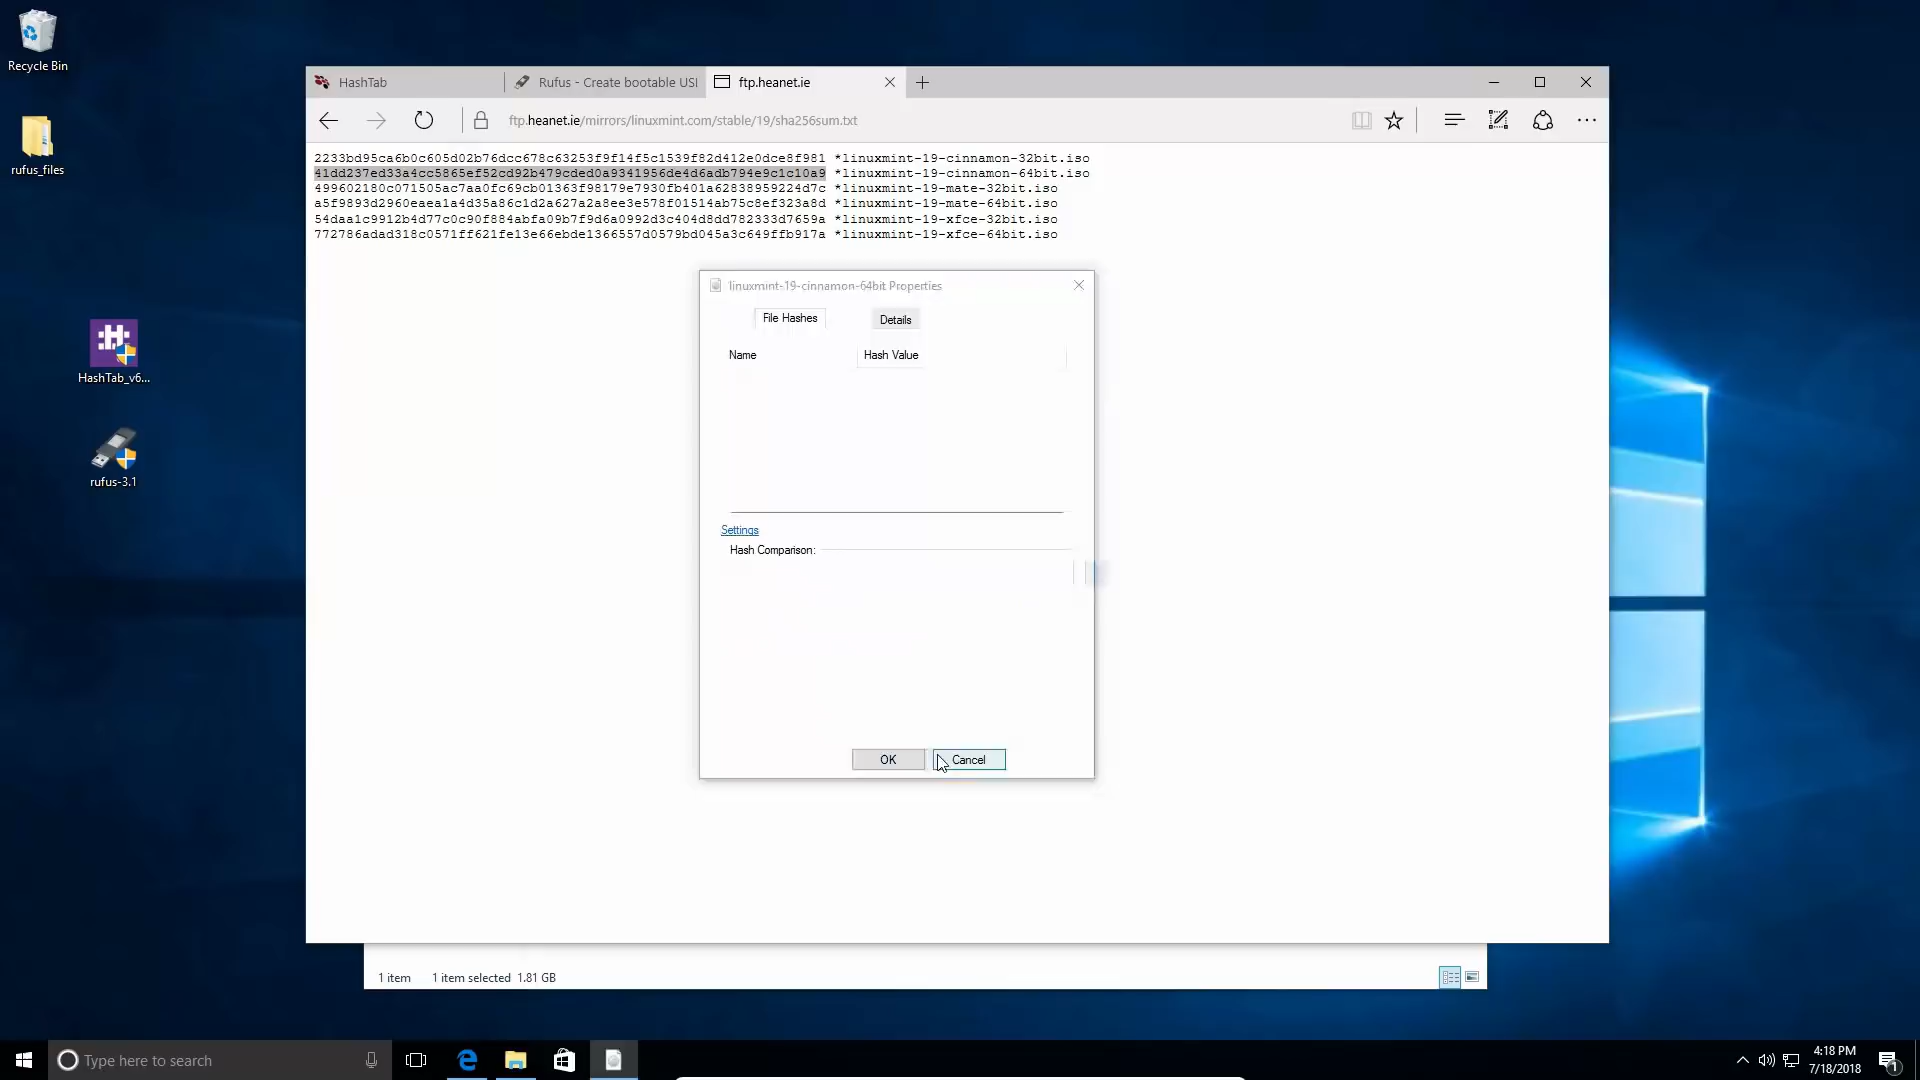 Recycle Bin
rufus_files
HashTab_v6...
rufus-3.1
HashTab
Rufus - Create bootable USI
ftp.heanet.ie
ftp.heanet.ie/mirrors/linuxmint.com/stable/19/sha256sum.txt
2233bd95ca6b0c605d02b76dcc678c63253f9f14f5c1539f82d412e0dce8f981 *linuxmint-19-cinnamon-32bit.iso
41dd237ed33a4cc5865ef52cd92b479cded0a9341956de4d6adb794e9c1c10a9 *linuxmint-19-cinnamon-64bit.iso
499602180c071505ac7aa0fc69cb01363f98179e7930fb401a62838959224d7c *linuxmint-19-mate-32bit.iso
a5f9893d2960eaea1a4d35a86c1d2a627a2a8ee3e578f01514ab75c8ef323a8d *linuxmint-19-mate-64bit.iso
54daa1c9912b4d77c0c90f884abfa09b7f9d6a0992d3c404d8dd782333d7659a *linuxmint-19-xfce-32bit.iso
772786adad318c0571ff621fe13e66ebde1366557d0579bd045a3c649ffb917a *linuxmint-19-xfce-64bit.iso
linuxmint-19-cinnamon-64bit Properties
File Hashes
Details
Name
Hash Value
Settings
Hash Comparison:
OK
Cancel
1 item
1 item selected 1.81 GB
Type here to search
4:18 PM
7/18/2018
1